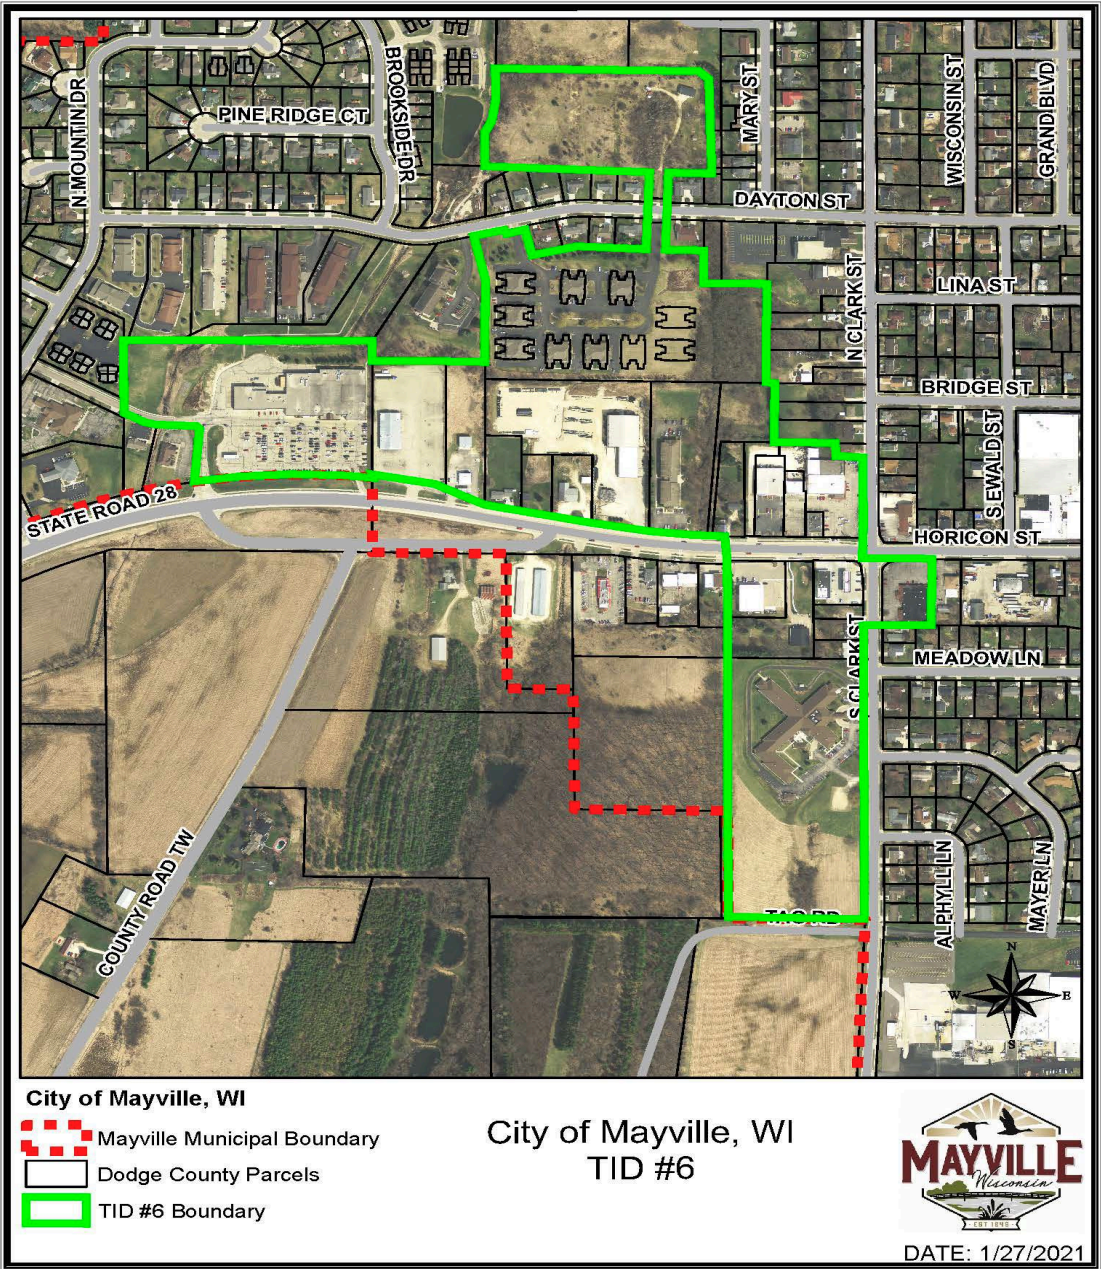 N MOUNTIN DR
PINE RIDGE CT
BROOKSIDE DR
MARY ST
WISCONSIN ST
GRANDBLVD
DAYTON ST
N CLARK ST
LINA ST
BRIDGE ST
S EWALD ST
STATE ROAD 28
HORICON ST
MEADOW LN
S CLARK ST
COUNTY ROAD TW
ALPHYLL LN
MAYER LN
N
W E
S
City of Mayville, WI
Mayville Municipal Boundary
Dodge County Parcels
TID #6 Boundary
City of Mayville, WI
TID #6
MAYVILLE
Wisconsin
EST 1845
DATE: 1/27/2021